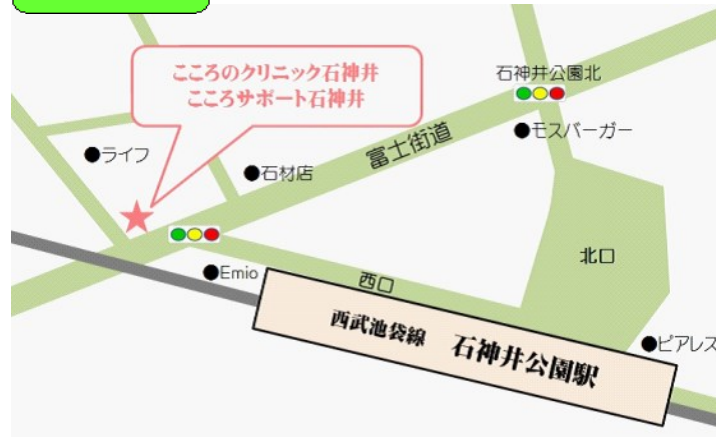 こころのクリニック石神井
こころサポート石神井
石神井公園北
●モスバーガー
富士街道
●ライフ
●石材店
北口
●Emio
西口
西武池袋線 石神井公園駅
●ピアレス